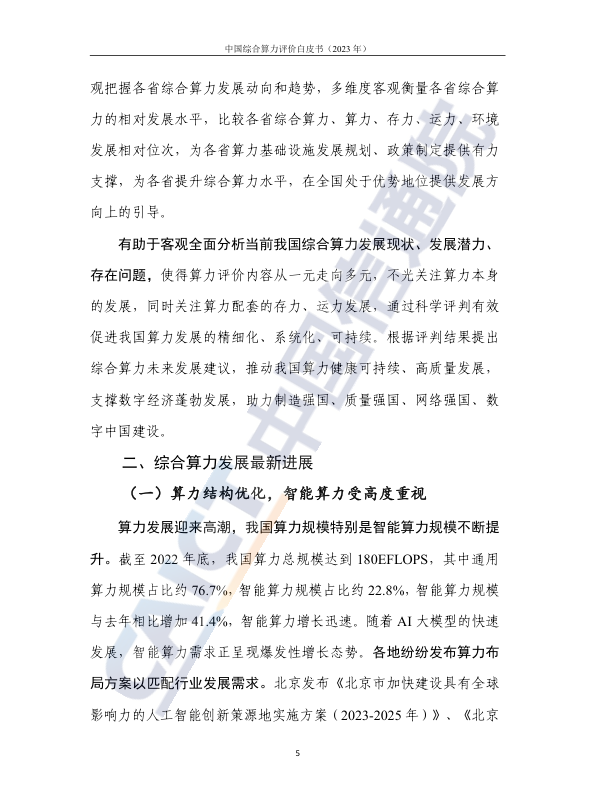 中国综合算力评价白皮书（2023 年）
观把握各省综合算力发展动向和趋势，多维度客观衡量各省综合算
力的相对发展水平，比较各省综合算力、算力、存力、运力、环境
发展相对位次，为各省算力基础设施发展规划、政策制定提供有力
支撑，为各省提升综合算力水平，在全国处于优势地位提供发展方
向上的引导。
有助于客观全面分析当前我国综合算力发展现状、发展潜力、
存在问题，使得算力评价内容从一元走向多元，不光关注算力本身
的发展，同时关注算力配套的存力、运力发展，通过科学评判有效
促进我国算力发展的精细化、系统化、可持续。根据评判结果提出
综合算力未来发展建议，推动我国算力健康可持续、高质量发展，
支撑数字经济蓬勃发展，助力制造强国、质量强国、网络强国、数
字中国建设。
二、综合算力发展最新进展
（一）算力结构优化，智能算力受高度重视
算力发展迎来高潮，我国算力规模特别是智能算力规模不断提
升。截至 2022 年底，我国算力总规模达到 180EFLOPS，其中通用
算力规模占比约 76.7%，智能算力规模占比约 22.8%，智能算力规模
与去年相比增加 41.4%，智能算力增长迅速。随着 AI 大模型的快速
发展，智能算力需求正呈现爆发性增长态势。各地纷纷发布算力布
局方案以匹配行业发展需求。北京发布《北京市加快建设具有全球
影响力的人工智能创新策源地实施方案（2023-2025 年）》、《北京
5
CAICT 中国信通院